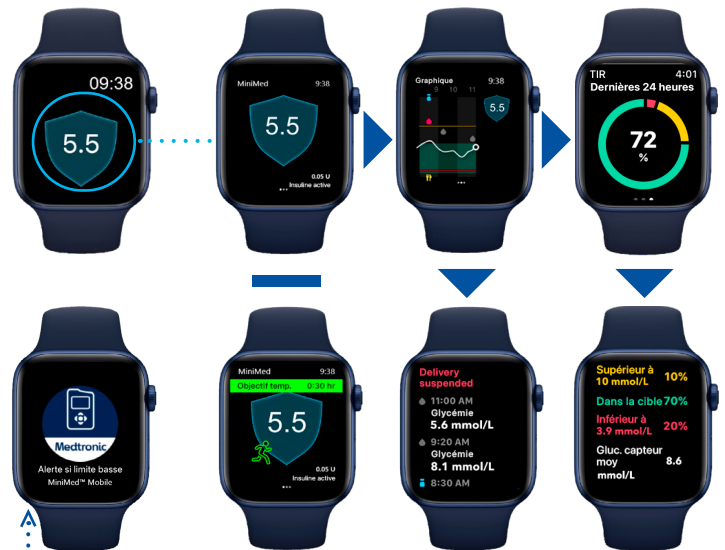 09:38
5.5
MiniMed 9:38
5.5
0.05 U
Insuline active
Graphique 9:38
9 10 11
5.5
TIR 4:01
Dernières 24 heures
72
%
Medtronic
Alerte si limite basse
MiniMed™ Mobile
MiniMed 9:38
Objectif temp. 0:30 hr
5.5
0.05 U
Insuline active
Delivery
suspended
11:00 AM
Glycémie
5.6 mmol/L
9:20 AM
Glycémie
8.1 mmol/L
8:30 AM
Supérieur à
10 mmol/L 10%
Dans la cible 70%
Inférieur à
3.9 mmol/L 20%
Gluc. capteur
moy 8.6
mmol/L